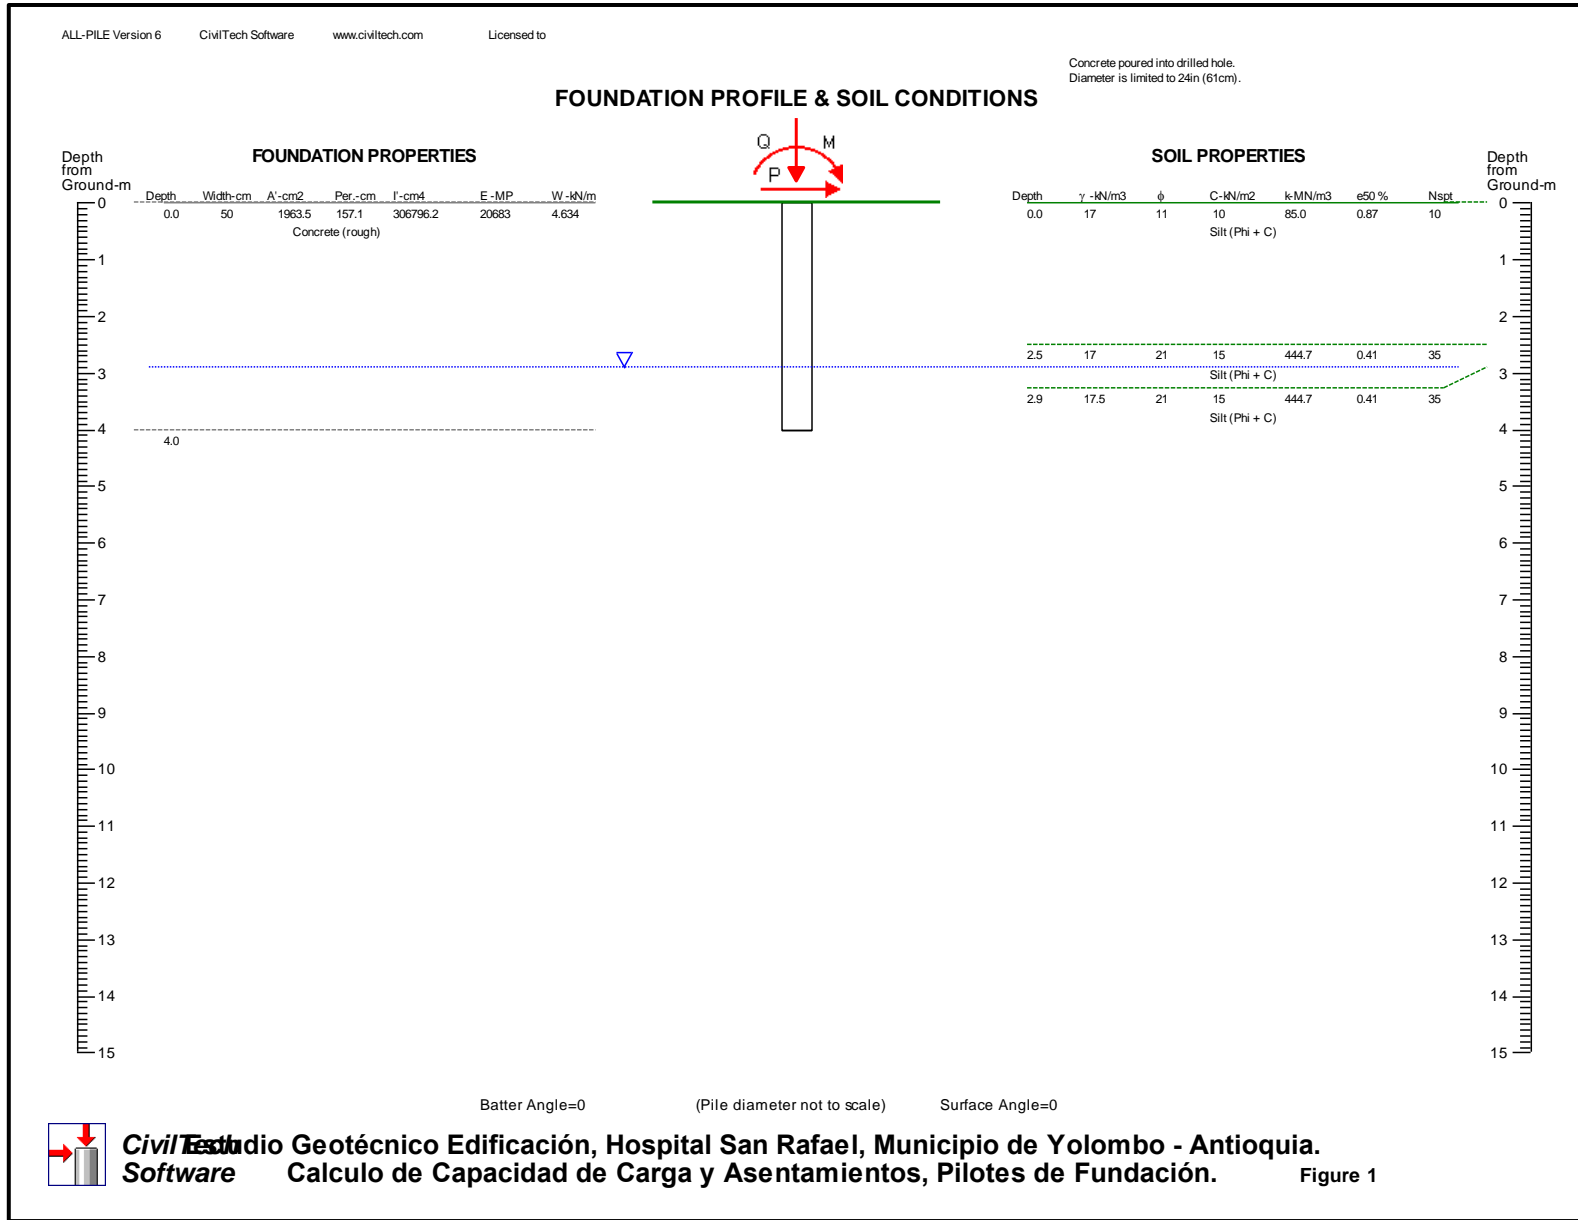 ALL-PILE Version 6 CivilTech Software www.civiltech.com Licensed to
Concrete poured into drilled hole.
Diameter is limited to 24in (61cm).
FOUNDATION PROFILE & SOIL CONDITIONS
Q M
P
Depth
from
Ground-m
FOUNDATION PROPERTIES
Depth Width-cm A'-cm2 Per.-cm I'-cm4 E -MP W -kN/m
0.0 50 1963.5 157.1 306796.2 20683 4.634
Concrete (rough)
4.0
SOIL PROPERTIES
Depth γ -kN/m3 ϕ C-kN/m2 k-MN/m3 e50 % Nspt
0.0 17 11 10 85.0 0.87 10
Silt (Phi + C)
2.5 17 21 15 444.7 0.41 35
Silt (Phi + C)
2.9 17.5 21 15 444.7 0.41 35
Silt (Phi + C)
Depth
from
Ground-m
0 0
1 1
2 2
3 3
4 4
5 5
6 6
7 7
8 8
9 9
10 10
11 11
12 12
13 13
14 14
15 15
Batter Angle=0 (Pile diameter not to scale) Surface Angle=0
CivilTech Estudio Geotécnico Edificación, Hospital San Rafael, Municipio de Yolombo - Antioquia.
Software Calculo de Capacidad de Carga y Asentamientos, Pilotes de Fundación. Figure 1